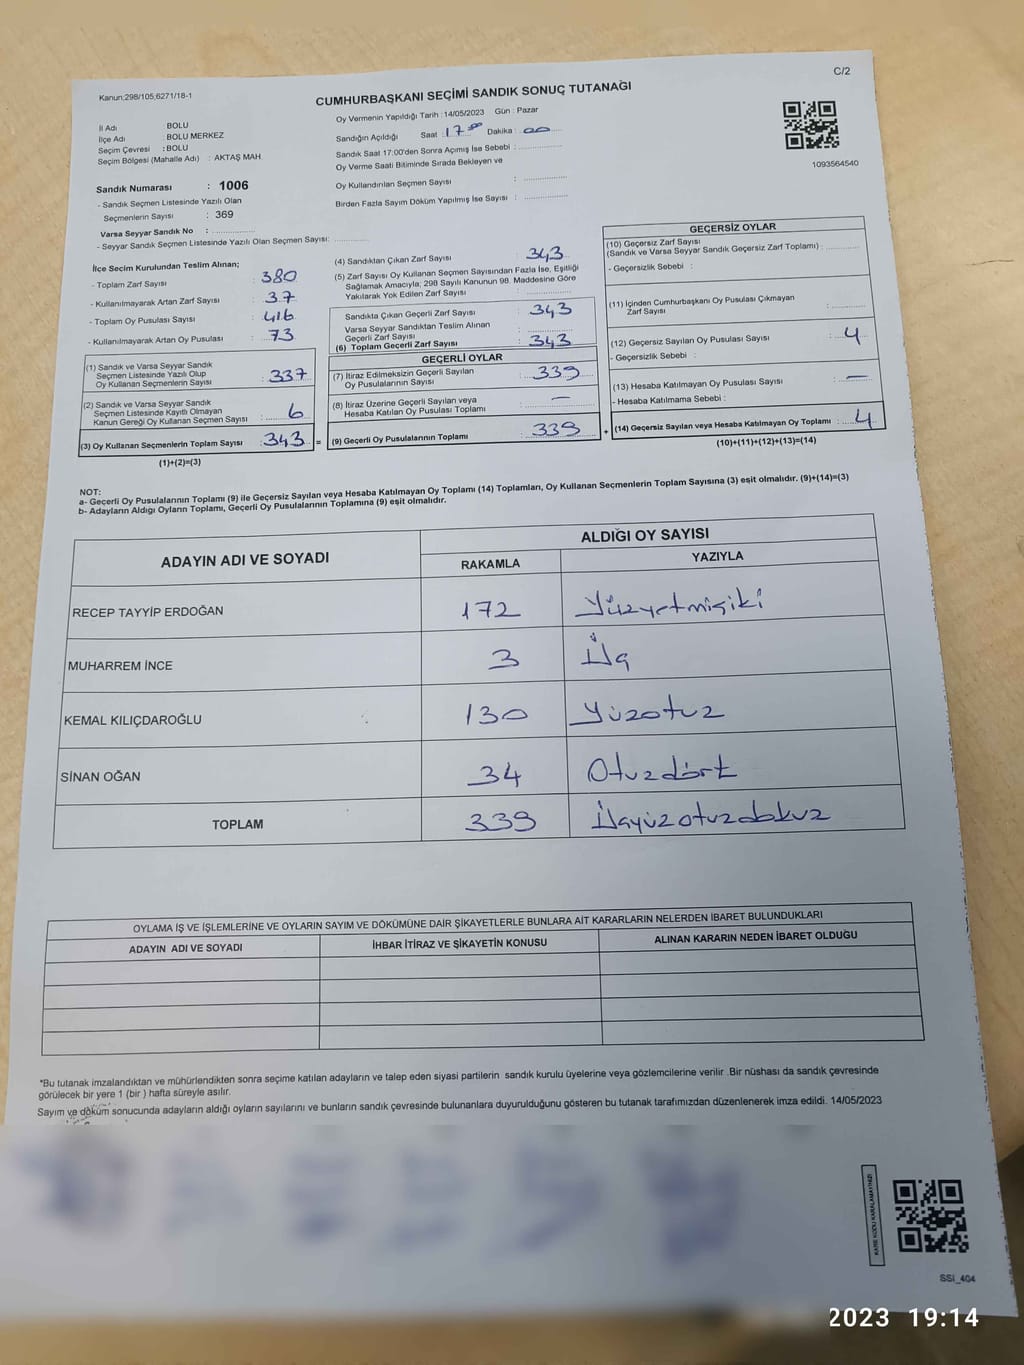 C/2
Kanun;298/105;6271/18-1
CUMHURBAŞKANI SEÇİMİ SANDIK SONUÇ TUTANAĞI
İl Adı : BOLU
İlçe Adı : BOLU MERKEZ
Seçim Çevresi : BOLU
Seçim Bölgesi (Mahalle Adı) : AKTAŞ MAH.
Sandık Numarası : 1006
- Sandık Seçmen Listesinde Yazılı Olan
Seçmenlerin Sayısı : 369
Varsa Seyyar Sandık No :
- Seyyar Sandık Seçmen Listesinde Yazılı Olan Seçmen Sayısı:
Oy Vermenin Yapıldığı Tarih : 14/05/2023 Gün : Pazar
Sandığın Açıldığı Saat 17 00 Dakika : 00
Sandık Saat 17:00'den Sonra Açımış İse Sebebi :
Oy Verme Saati Bitiminde Sırada Bekleyen ve
Oy Kullandırılan Seçmen Sayısı :
Birden Fazla Sayım Döküm Yapılmış İse Sayısı :
1093564540
İlçe Seçim Kurulundan Teslim Alınan;
- Toplam Zarf Sayısı : 380
- Kullanılmayarak Artan Zarf Sayısı : 37
- Toplam Oy Pusulası Sayısı : 416
- Kullanılmayarak Artan Oy Pusulası : 73
(1) Sandık ve Varsa Seyyar Sandık
Seçmen Listesinde Yazılı Olup
Oy Kullanan Seçmenlerin Sayısı : 337
(2) Sandık ve Varsa Seyyar Sandık
Seçmen Listesinde Kayıtlı Olmayan
Kanun Gereği Oy Kullanan Seçmen Sayısı : 6
(3) Oy Kullanan Seçmenlerin Toplam Sayısı : 343 =
(1)+(2)=(3)
(4) Sandıktan Çıkan Zarf Sayısı : 343
(5) Zarf Sayısı Oy Kullanan Seçmen Sayısından Fazla İse, Eşitliği
Sağlamak Amacıyla; 298 Sayılı Kanunun 98. Maddesine Göre
Yakılarak Yok Edilen Zarf Sayısı :
Sandıkta Çıkan Geçerli Zarf Sayısı : 343
Varsa Seyyar Sandıktan Teslim Alınan
Geçerli Zarf Sayısı :
(6) Toplam Geçerli Zarf Sayısı : 343
GEÇERLİ OYLAR
(7) İtiraz Edilmeksizin Geçerli Sayılan
Oy Pusulalarının Sayısı : 339
(8) İtiraz Üzerine Geçerli Sayılan veya
Hesaba Katılan Oy Pusulası Toplamı : —
(9) Geçerli Oy Pusulalarının Toplamı : 339 +
GEÇERSİZ OYLAR
(10) Geçersiz Zarf Sayısı
(Sandık ve Varsa Seyyar Sandık Geçersiz Zarf Toplamı) :
- Geçersizlik Sebebi :
(11) İçinden Cumhurbaşkanı Oy Pusulası Çıkmayan
Zarf Sayısı :
(12) Geçersiz Sayılan Oy Pusulası Sayısı : 4
- Geçersizlik Sebebi :
(13) Hesaba Katılmayan Oy Pusulası Sayısı : —
- Hesaba Katılmama Sebebi :
(14) Geçersiz Sayılan veya Hesaba Katılmayan Oy Toplamı : 4
(10)+(11)+(12)+(13)=(14)
NOT:
a- Geçerli Oy Pusulalarının Toplamı (9) ile Geçersiz Sayılan veya Hesaba Katılmayan Oy Toplamı (14) Toplamları, Oy Kullanan Seçmenlerin Toplam Sayısına (3) eşit olmalıdır. (9)+(14)=(3)
b- Adayların Aldığı Oyların Toplamı, Geçerli Oy Pusulalarının Toplamına (9) eşit olmalıdır.
ADAYIN ADI VE SOYADI
ALDIĞI OY SAYISI
RAKAMLA YAZIYLA
RECEP TAYYİP ERDOĞAN 172 Yüzyetmişiki
MUHARREM İNCE 3 Üç
KEMAL KILIÇDAROĞLU 130 Yüzotuz
SİNAN OĞAN 34 Otuzdört
TOPLAM 339 Üçyüzotuzdokuz
OYLAMA İŞ VE İŞLEMLERİNE VE OYLARIN SAYIM VE DÖKÜMÜNE DAİR ŞİKAYETLERLE BUNLARA AİT KARARLARIN NELERDEN İBARET BULUNDUKLARI
ADAYIN ADI VE SOYADI İHBAR İTİRAZ VE ŞİKAYETİN KONUSU ALINAN KARARIN NEDEN İBARET OLDUĞU
*Bu tutanak imzalandıktan ve mühürlendikten sonra seçime katılan adayların ve talep eden siyasi partilerin sandık kurulu üyelerine veya gözlemcilerine verilir .Bir nüshası da sandık çevresinde
görülecek bir yere 1 (bir ) hafta süreyle asılır.
Sayım ve döküm sonucunda adayların aldığı oyların sayılarını ve bunların sandık çevresinde bulunanlara duyurulduğunu gösteren bu tutanak tarafımızdan düzenlenerek imza edildi. 14/05/2023
KARE KODU KARALAMAYINIZ!
SSİ_404
2023 19:14